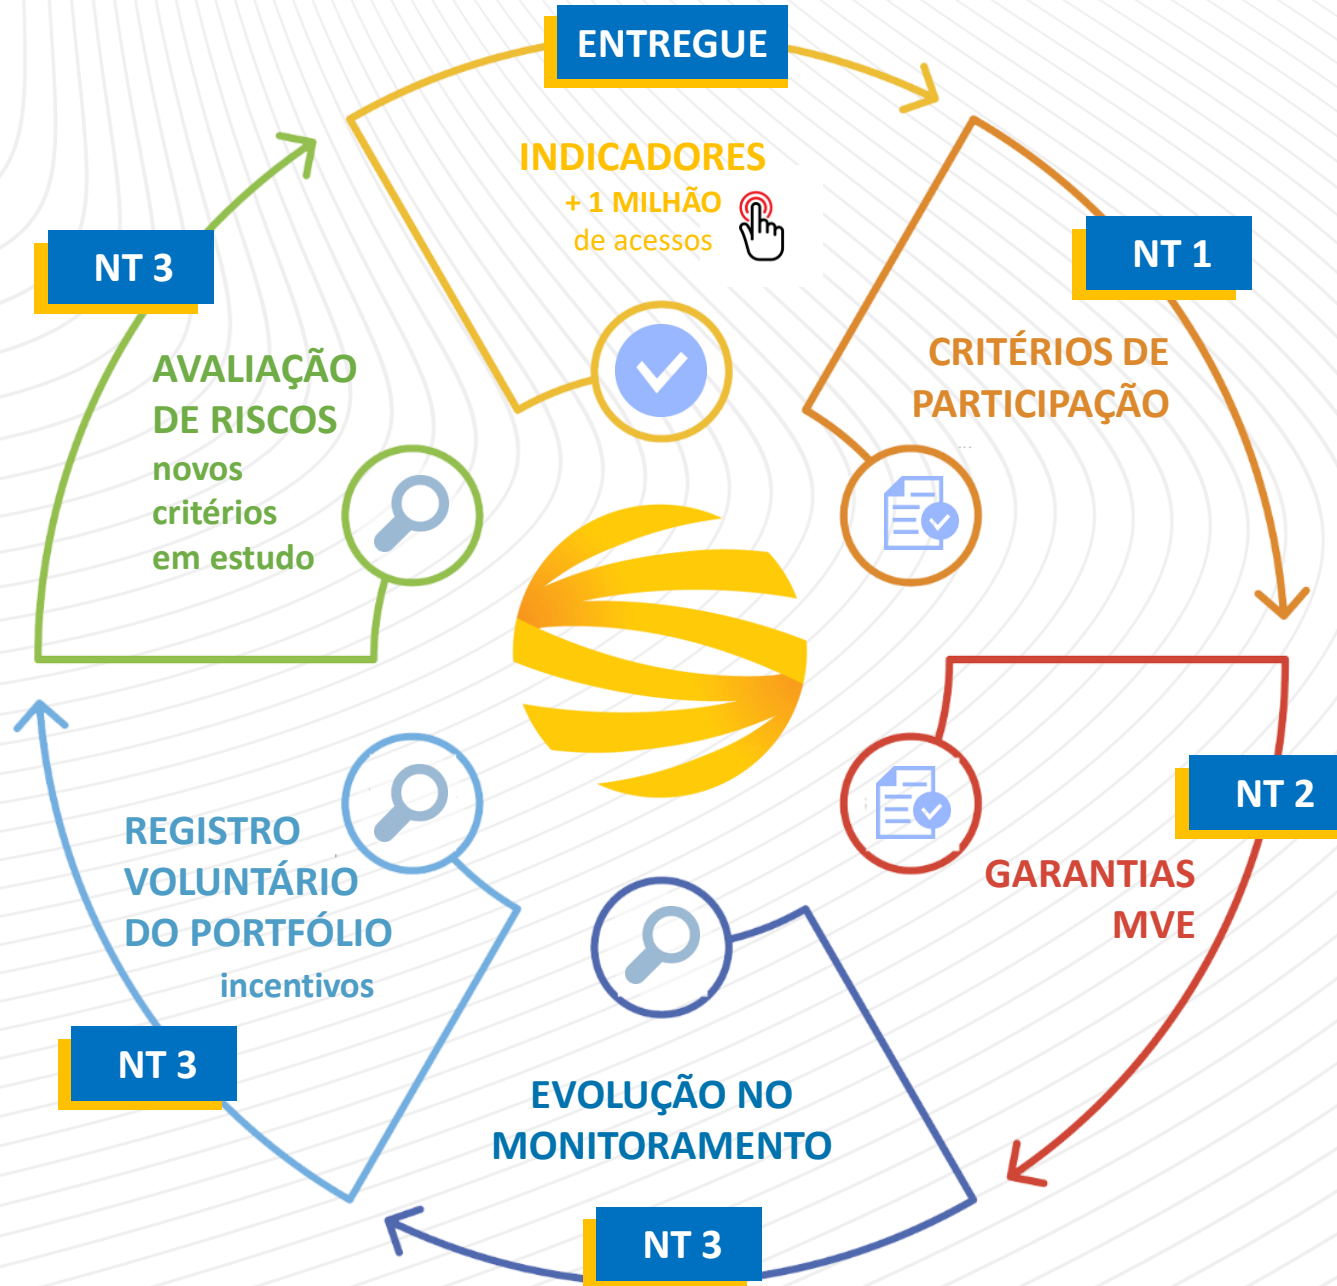 ENTREGUE
INDICADORES
+ 1 MILHÃO
de acessos
NT 1
CRITÉRIOS DE
PARTICIPAÇÃO
...
NT 2
GARANTIAS
MVE
EVOLUÇÃO NO
MONITORAMENTO
NT 3
REGISTRO
VOLUNTÁRIO
DO PORTFÓLIO
incentivos
NT 3
NT 3
AVALIAÇÃO
DE RISCOS
novos
critérios
em estudo